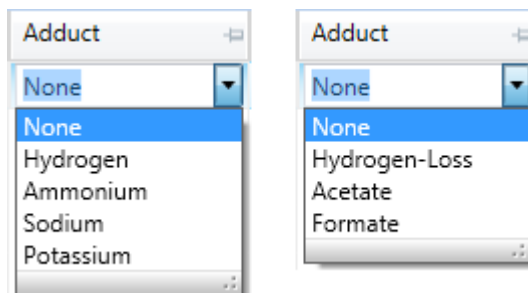 Adduct
None
None
Hydrogen
Ammonium
Sodium
Potassium
Adduct
None
None
Hydrogen-Loss
Acetate
Formate